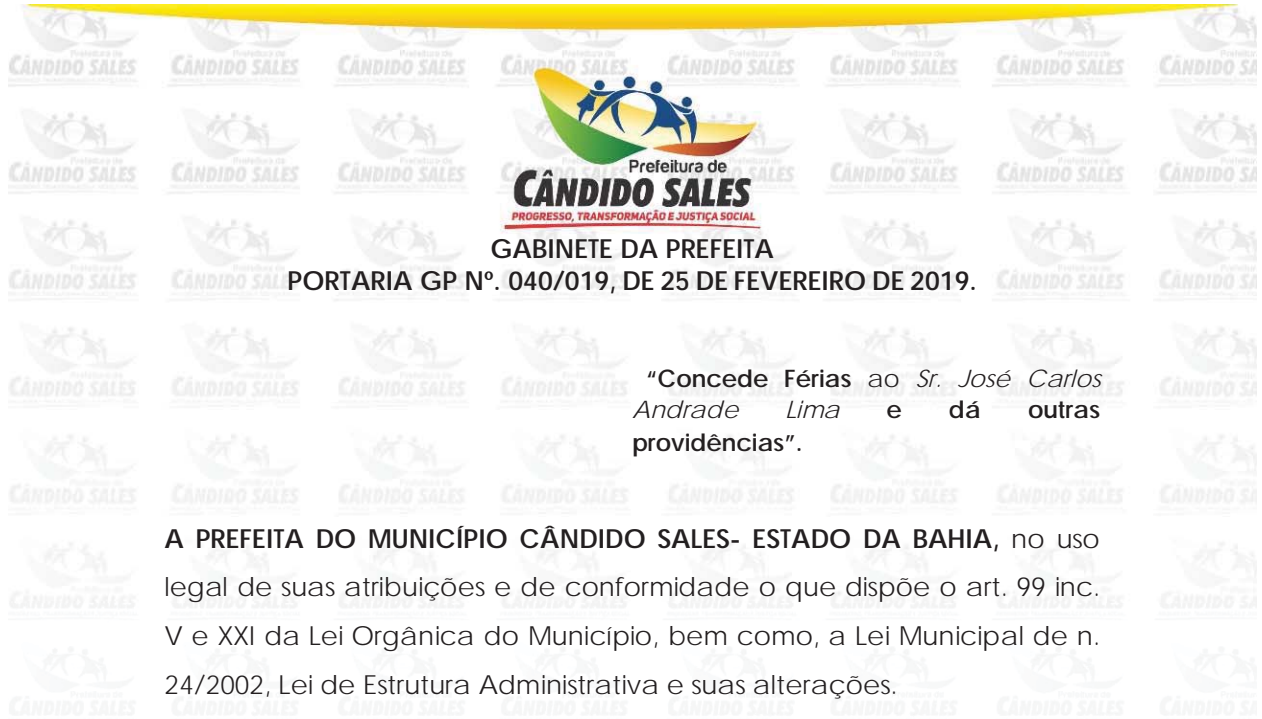 Prefeitura de
CÂNDIDO SALES
PROGRESSO, TRANSFORMAÇÃO E JUSTIÇA SOCIAL
GABINETE DA PREFEITA
PORTARIA GP Nº. 040/019, DE 25 DE FEVEREIRO DE 2019.
“Concede Férias ao Sr. José Carlos
Andrade Lima e dá outras
providências”.
A PREFEITA DO MUNICÍPIO CÂNDIDO SALES- ESTADO DA BAHIA, no uso
legal de suas atribuições e de conformidade o que dispõe o art. 99 inc.
V e XXI da Lei Orgânica do Município, bem como, a Lei Municipal de n.
24/2002, Lei de Estrutura Administrativa e suas alterações.